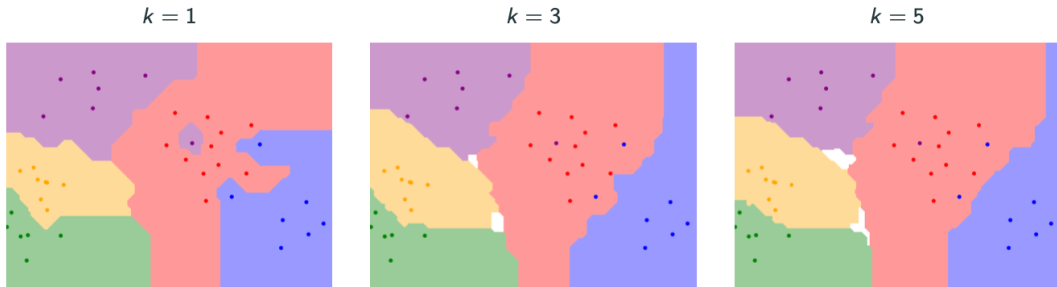 k = 1
k = 3
k = 5